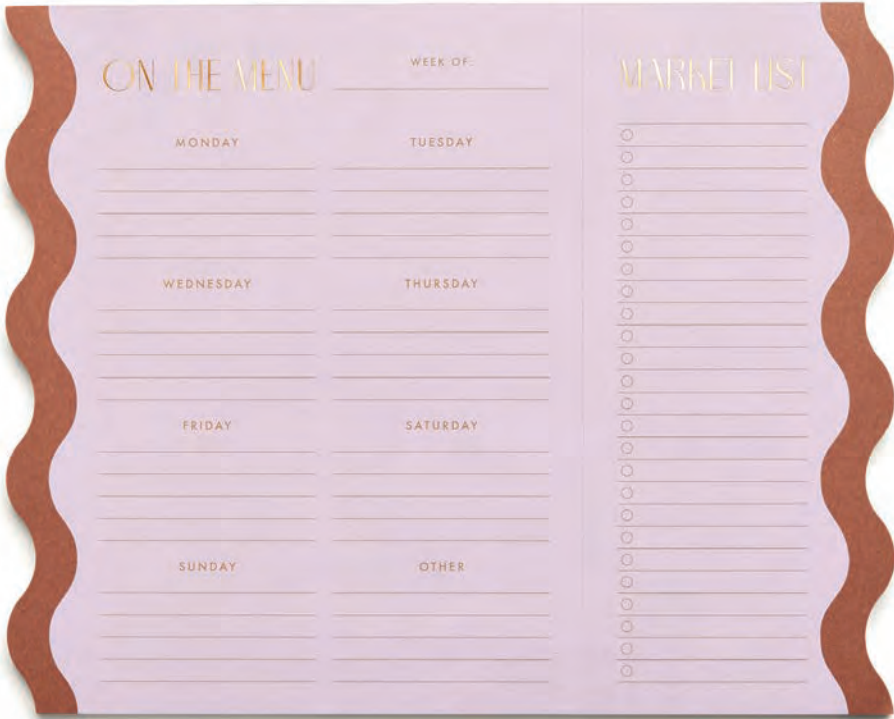 ON THE MENU
WEEK OF:
MONDAY
TUESDAY
WEDNESDAY
THURSDAY
FRIDAY
SATURDAY
SUNDAY
OTHER
MARKET LIST